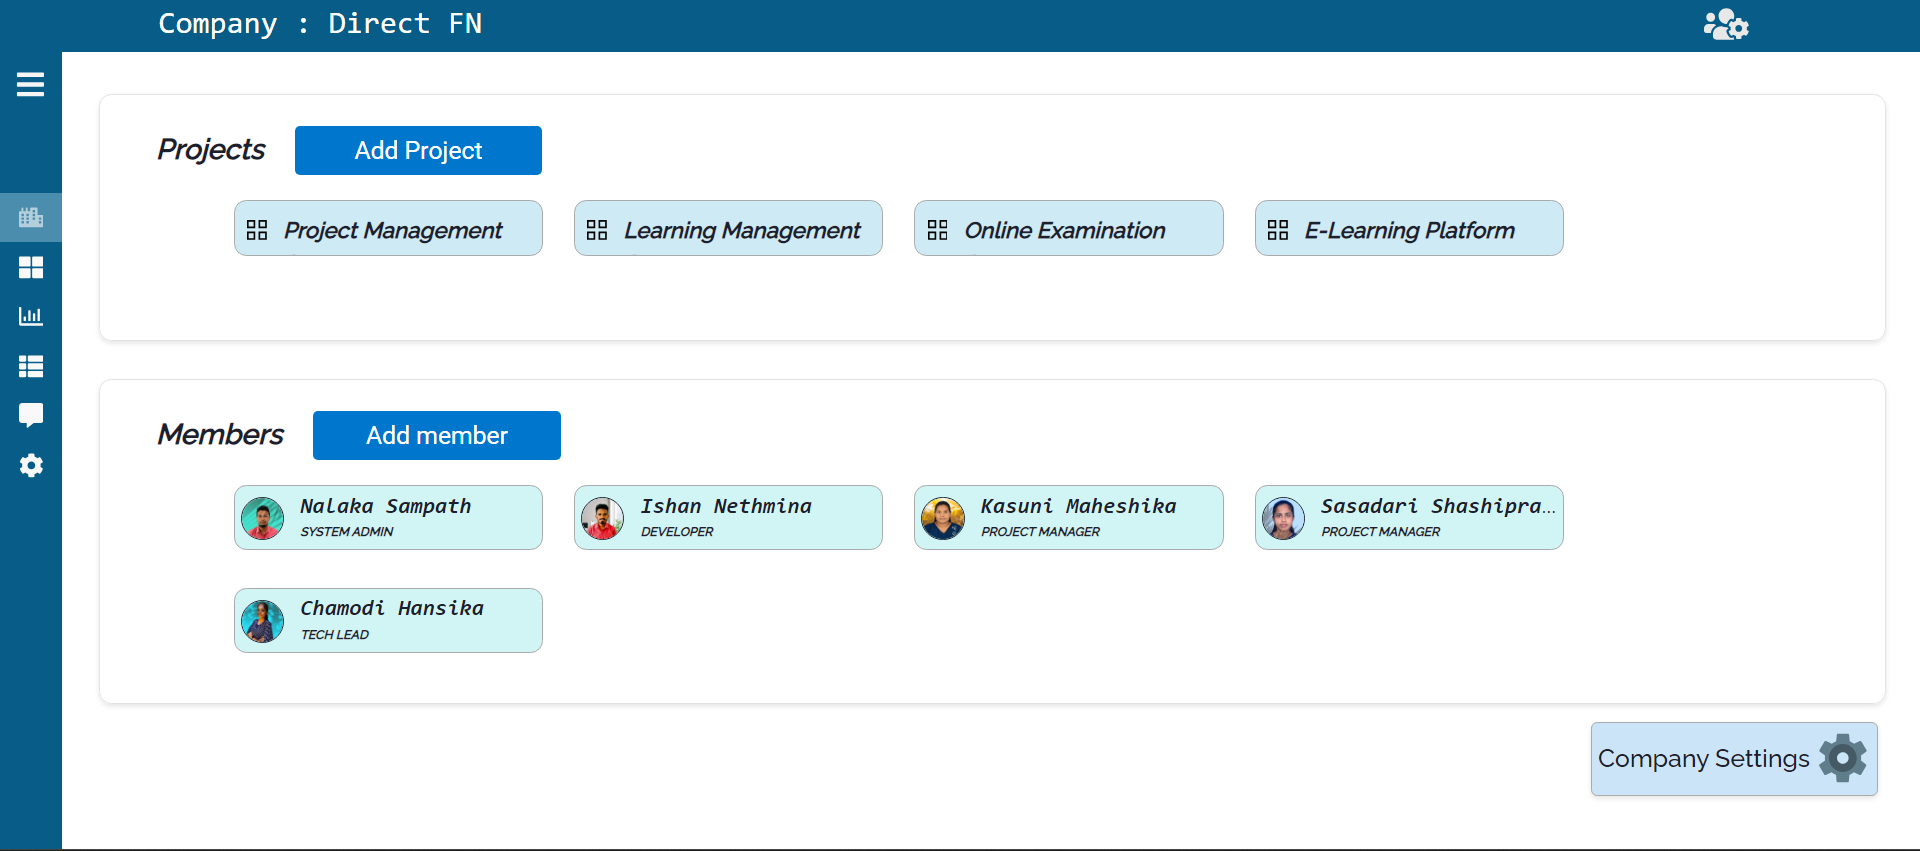 Company : Direct FN
Projects
Add Project
Project Management
Learning Management
Online Examination
E-Learning Platform
Members
Add member
Nalaka Sampath
SYSTEM ADMIN
Ishan Nethmina
DEVELOPER
Kasuni Maheshika
PROJECT MANAGER
Sasadari Shashipra...
PROJECT MANAGER
Chamodi Hansika
TECH LEAD
Company Settings